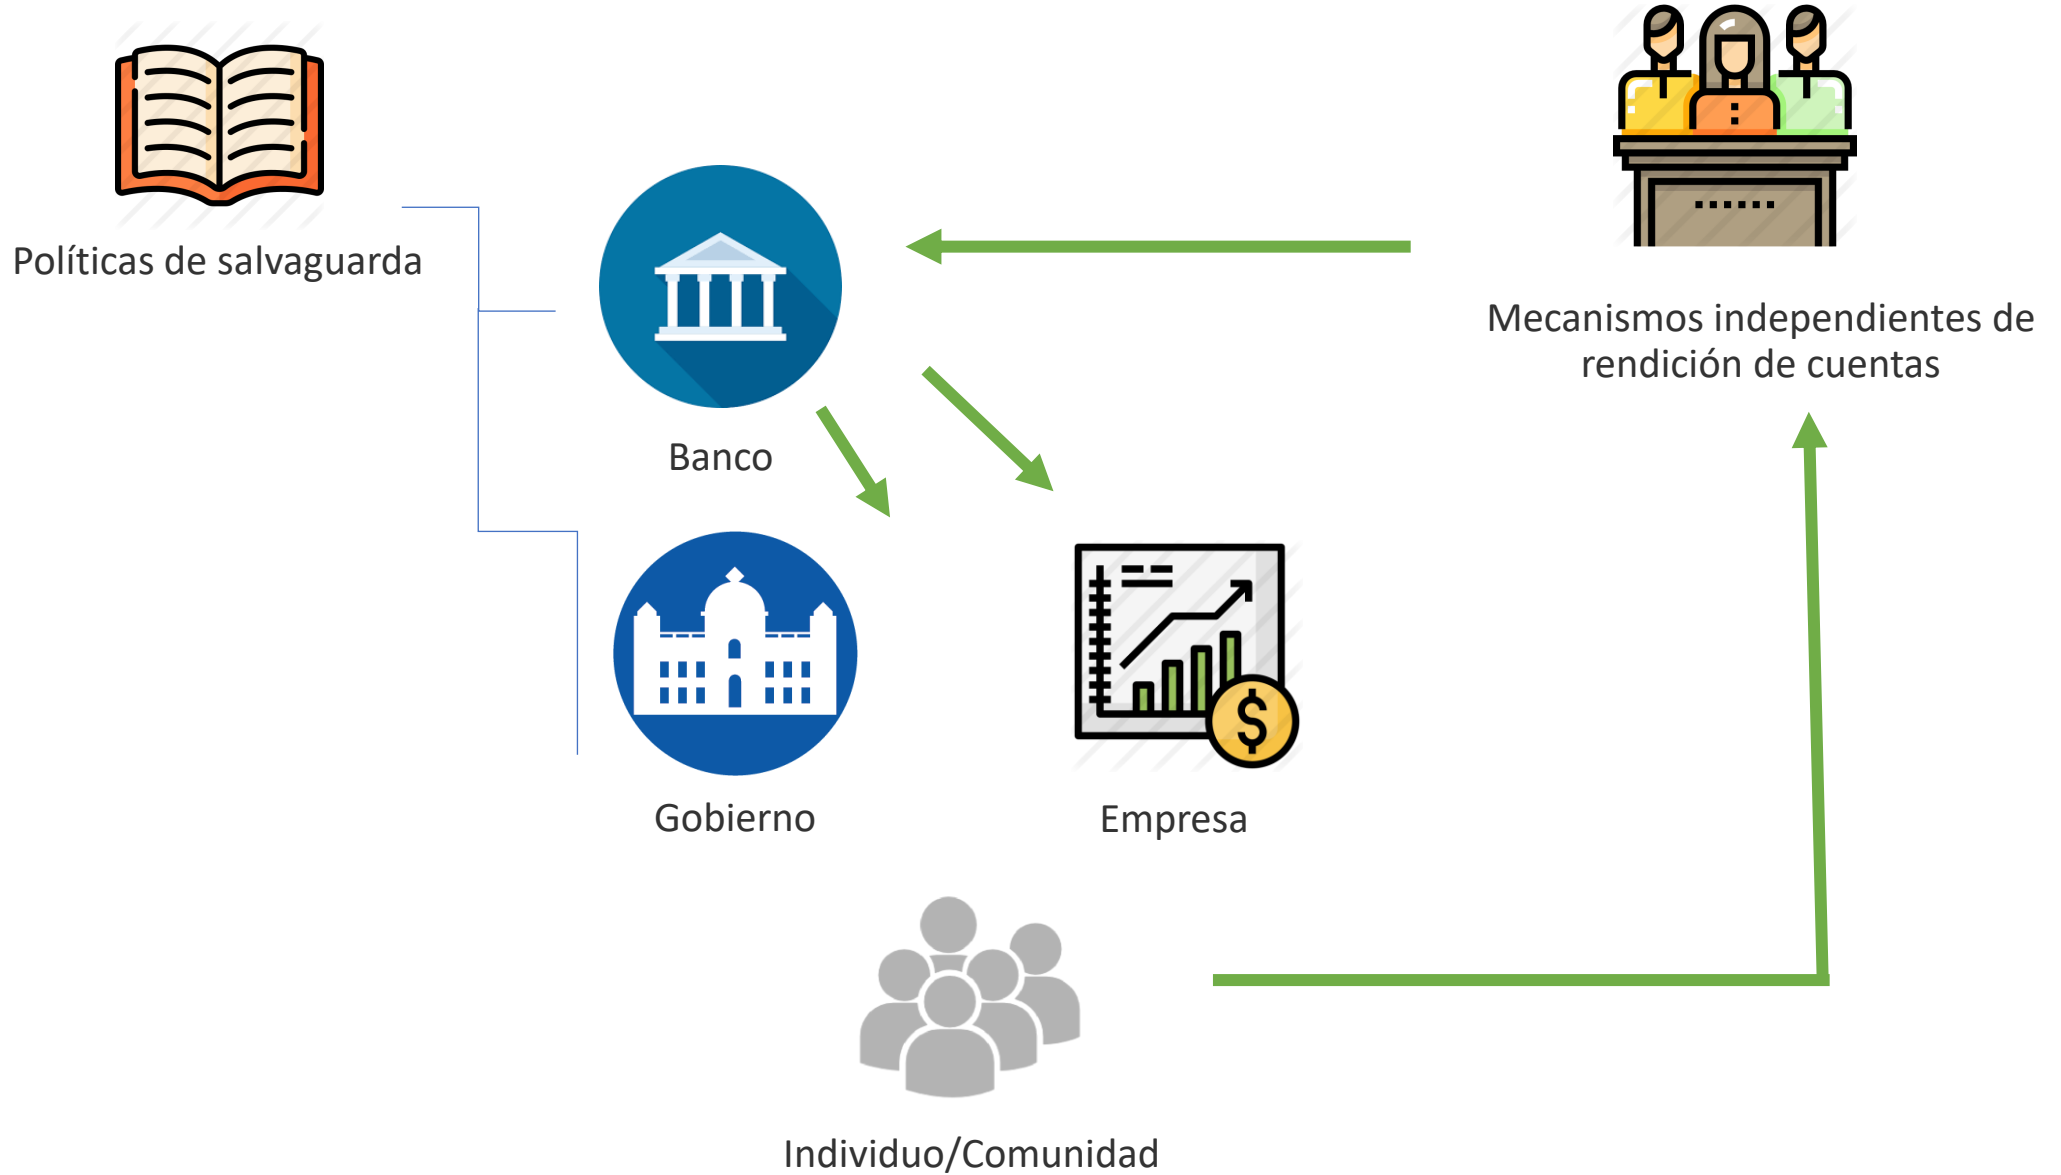 Políticas de salvaguarda
Mecanismos independientes de
rendición de cuentas
Banco
$
Gobierno
Empresa
Individuo/Comunidad